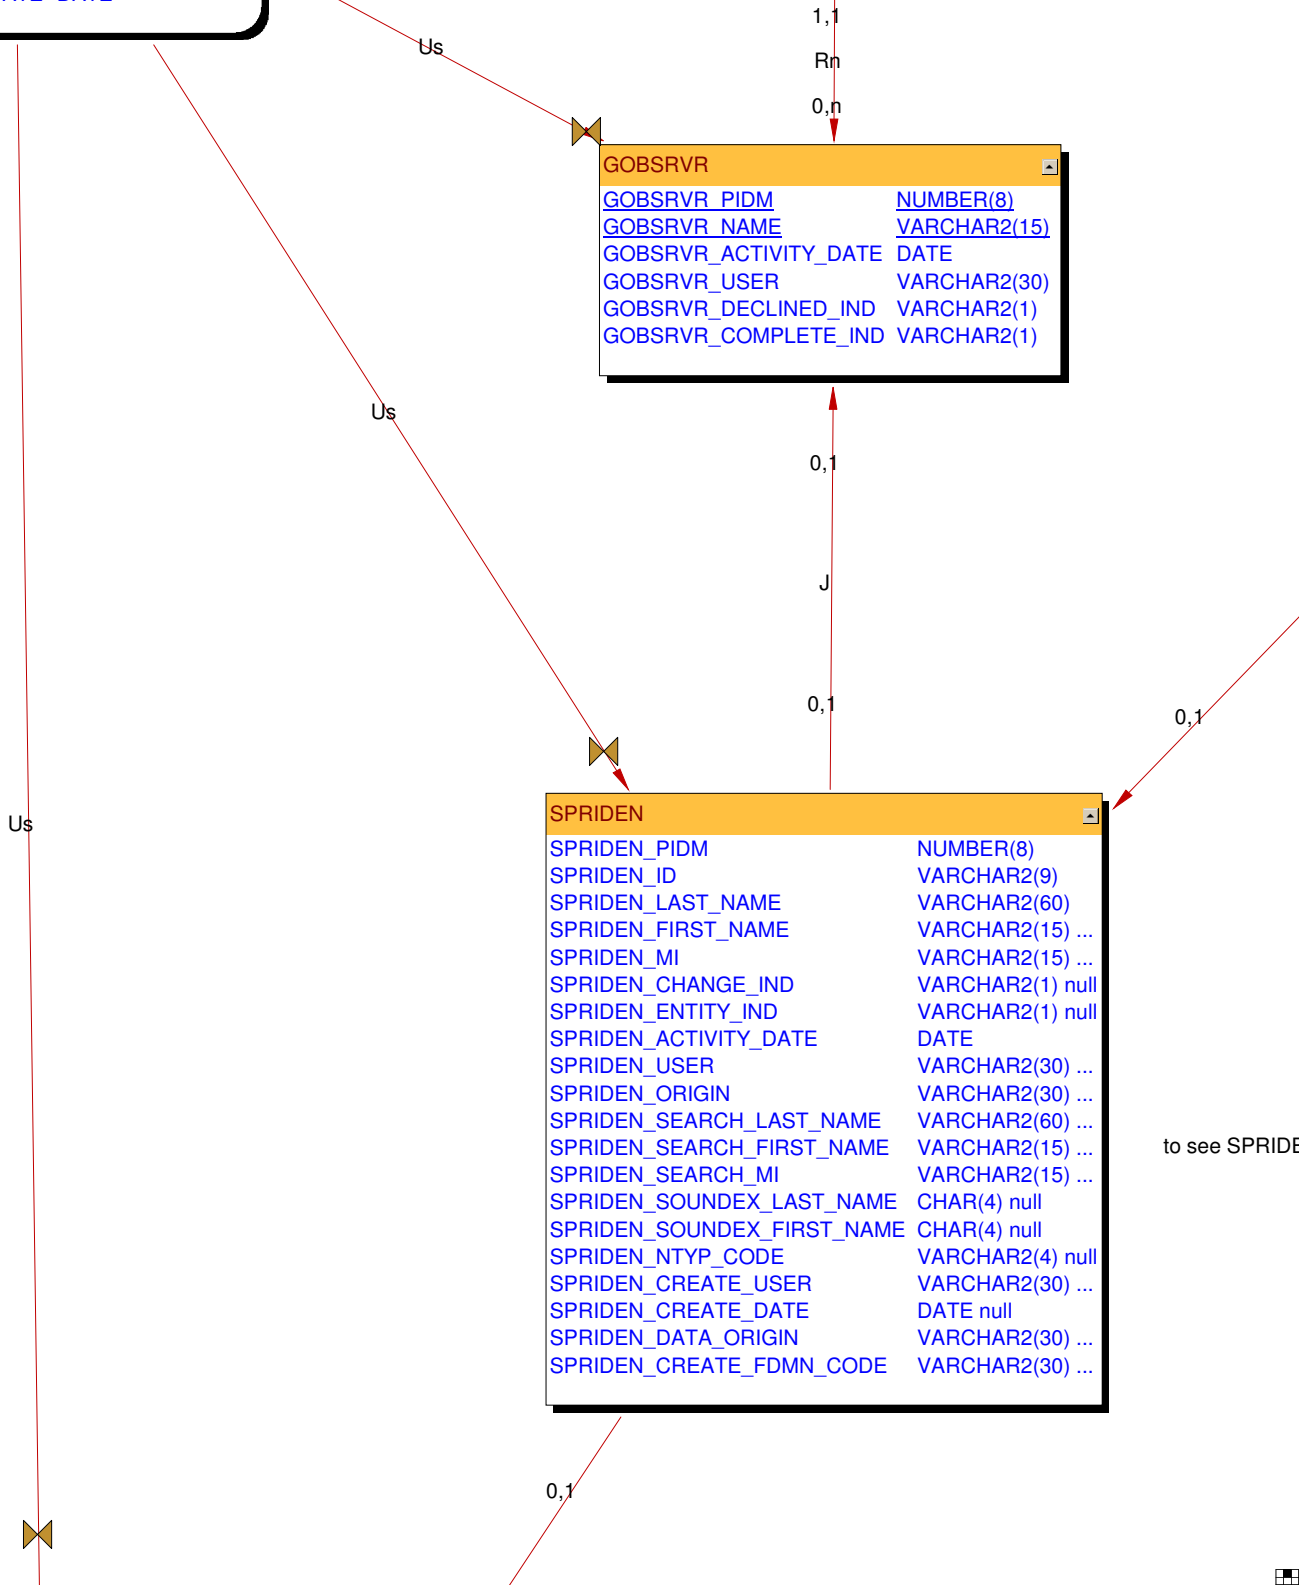 DATE
Us
1,1
Rn
0,n
GOBSRVR
GOBSRVR_PIDM NUMBER(8)
GOBSRVR_NAME VARCHAR2(15)
GOBSRVR_ACTIVITY_DATE DATE
GOBSRVR_USER VARCHAR2(30)
GOBSRVR_DECLINED_IND VARCHAR2(1)
GOBSRVR_COMPLETE_IND VARCHAR2(1)
Us
0,1
J
0,1
0,1
Us
SPRIDEN
SPRIDEN_PIDM NUMBER(8)
SPRIDEN_ID VARCHAR2(9)
SPRIDEN_LAST_NAME VARCHAR2(60)
SPRIDEN_FIRST_NAME VARCHAR2(15) ...
SPRIDEN_MI VARCHAR2(15) ...
SPRIDEN_CHANGE_IND VARCHAR2(1) null
SPRIDEN_ENTITY_IND VARCHAR2(1) null
SPRIDEN_ACTIVITY_DATE DATE
SPRIDEN_USER VARCHAR2(30) ...
SPRIDEN_ORIGIN VARCHAR2(30) ...
SPRIDEN_SEARCH_LAST_NAME VARCHAR2(60) ...
SPRIDEN_SEARCH_FIRST_NAME VARCHAR2(15) ...
SPRIDEN_SEARCH_MI VARCHAR2(15) ...
SPRIDEN_SOUNDEX_LAST_NAME CHAR(4) null
SPRIDEN_SOUNDEX_FIRST_NAME CHAR(4) null
SPRIDEN_NTYP_CODE VARCHAR2(4) null
SPRIDEN_CREATE_USER VARCHAR2(30) ...
SPRIDEN_CREATE_DATE DATE null
SPRIDEN_DATA_ORIGIN VARCHAR2(30) ...
SPRIDEN_CREATE_FDMN_CODE VARCHAR2(30) ...
to see SPRIDE
0,1